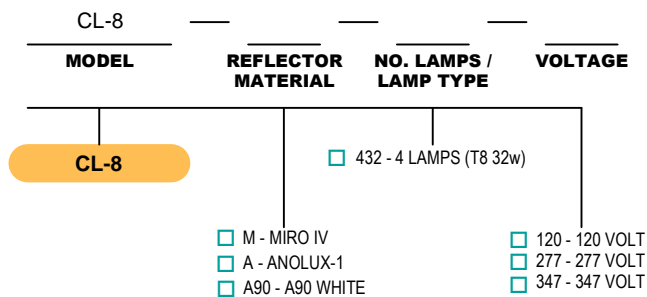 CL-8 — — —
MODEL REFLECTOR MATERIAL NO. LAMPS / LAMP TYPE VOLTAGE
CL-8
432 - 4 LAMPS (T8 32w)
M - MIRO IV
A - ANOLUX-1
A90 - A90 WHITE
120 - 120 VOLT
277 - 277 VOLT
347 - 347 VOLT